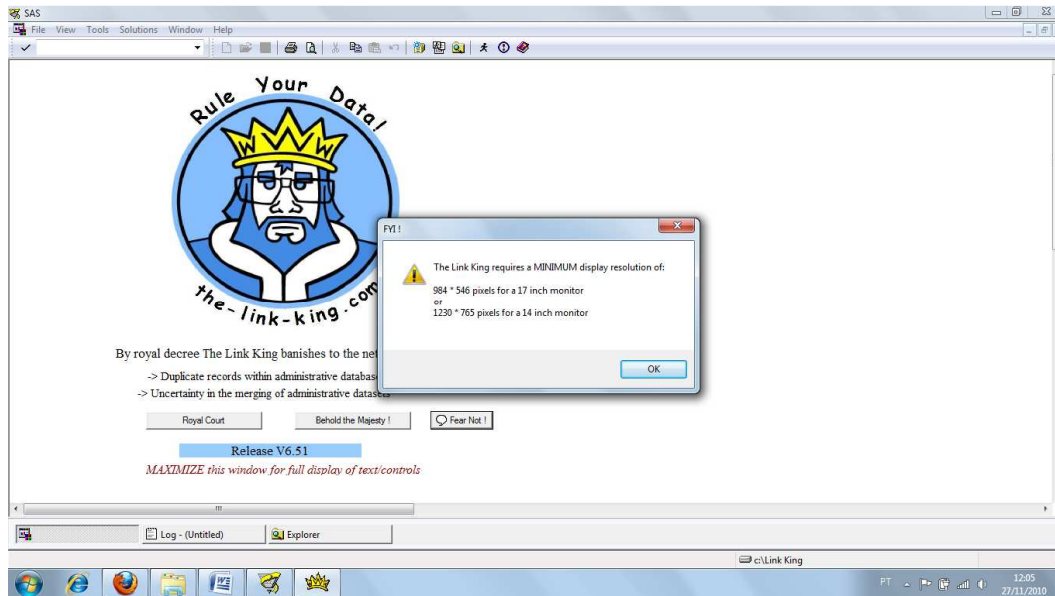 SAS
File View Tools Solutions Window Help
Rule Your Data!
the-link-king.com
FYI !
The Link King requires a MINIMUM display resolution of:
984 * 546 pixels for a 17 inch monitor
or
1230 * 765 pixels for a 14 inch monitor
OK
By royal decree The Link King banishes to the net
-> Duplicate records within administrative databas
-> Uncertainty in the merging of administrative datasets
Royal Court Behold the Majesty ! Fear Not !
Release V6.51
MAXIMIZE this window for full display of text/controls
Log - (Untitled) Explorer
c:\Link King
PT 12:05
27/11/2010